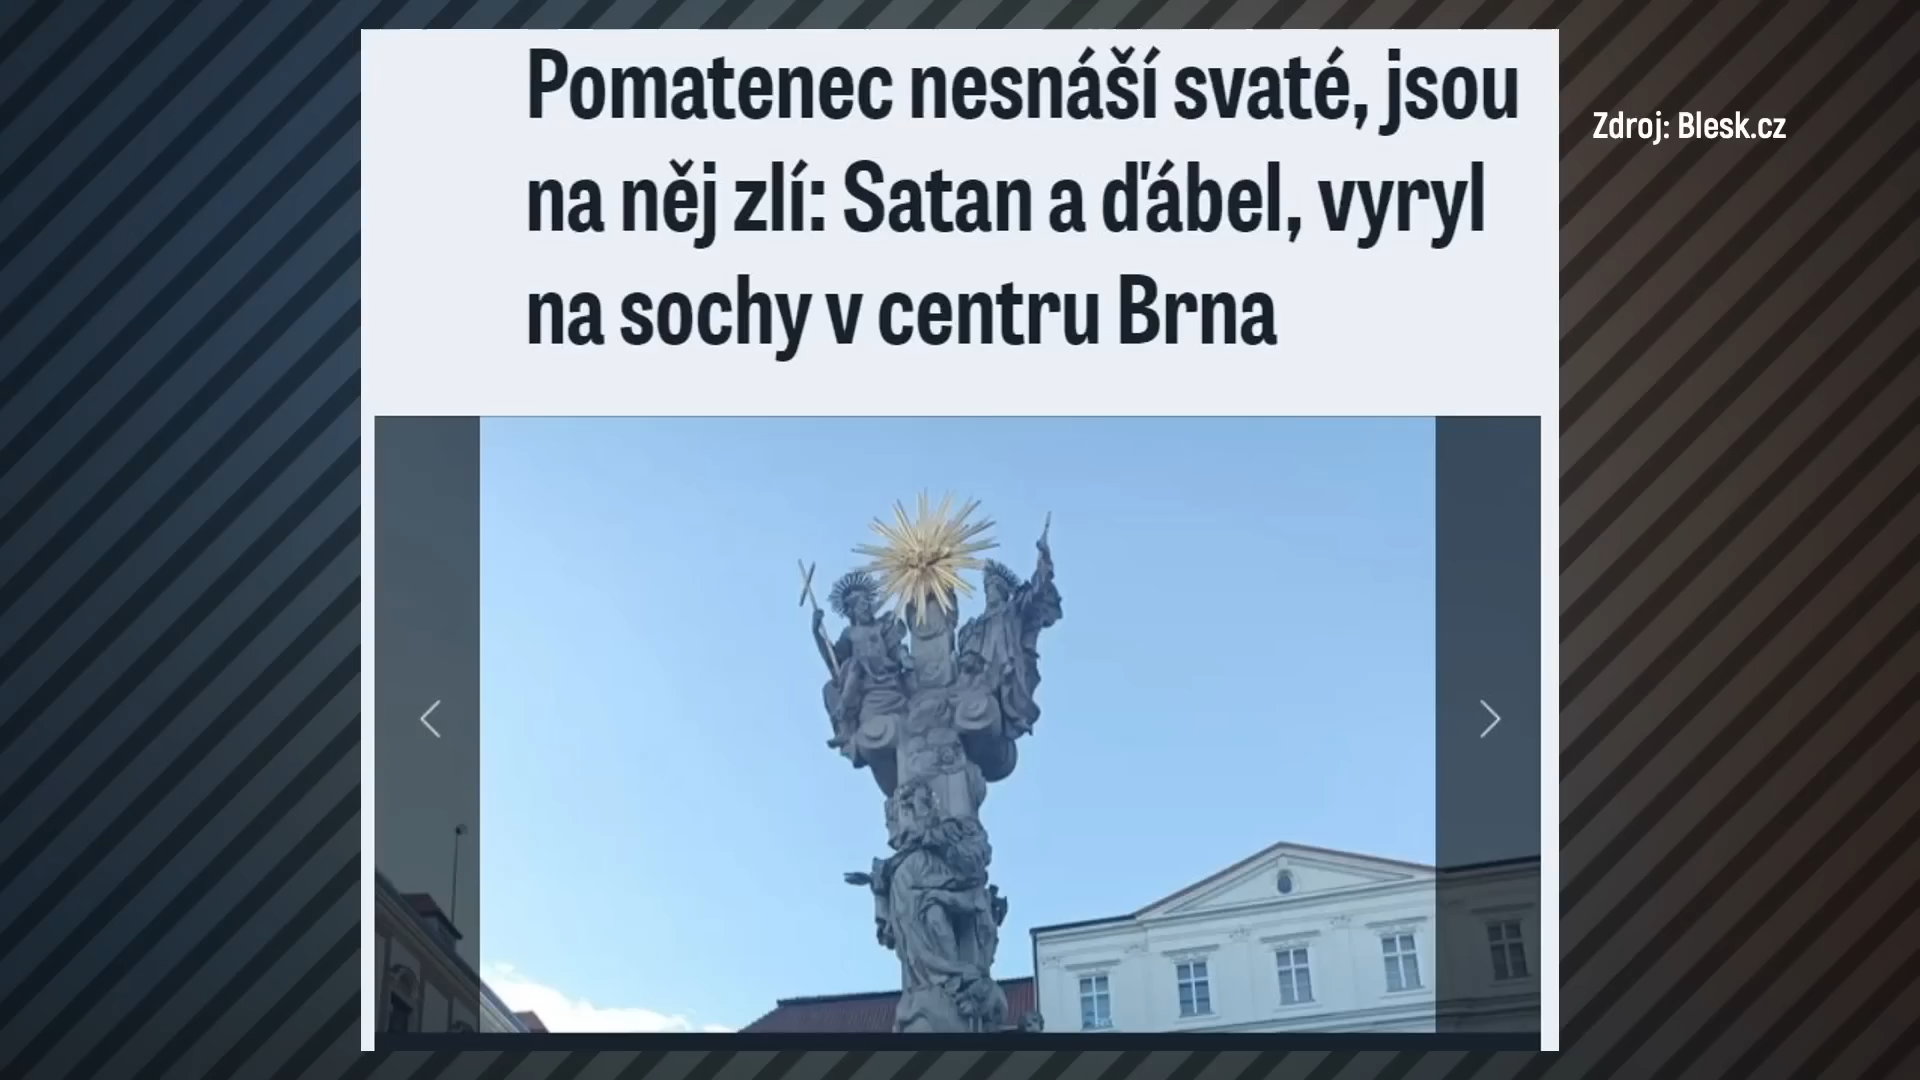 Pomatenec nesnáší svaté, jsou
na něj zlí: Satan a ďábel, vyryl
na sochy v centru Brna
Zdroj: Blesk.cz